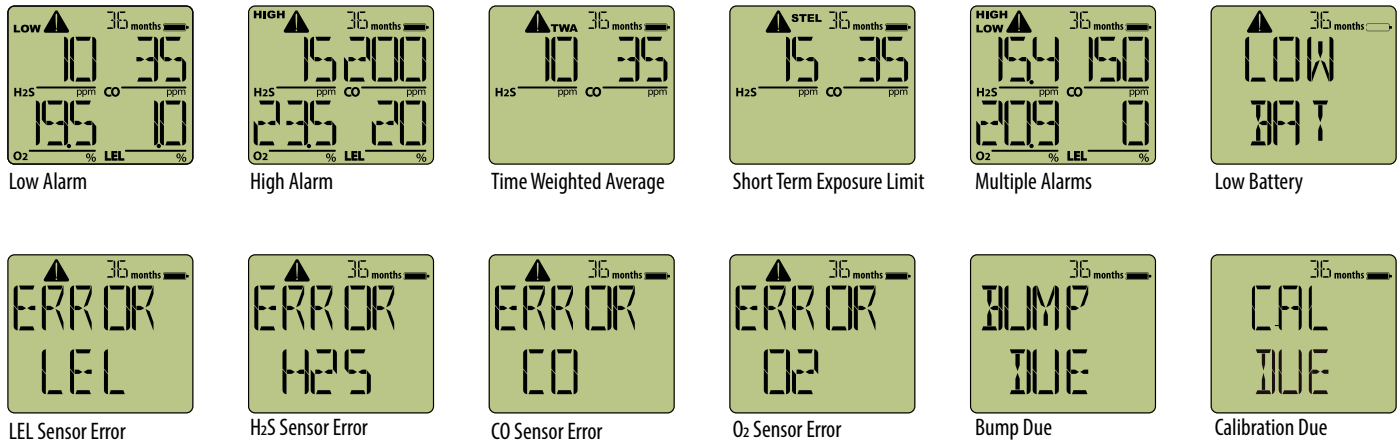 LOW 36 months
10 35
H2S ppm CO ppm
19.5 1.0
O2 % LEL %
Low Alarm
HIGH 36 months
15 200
H2S ppm CO ppm
23.5 20
O2 % LEL %
High Alarm
TWA 36 months
10 35
H2S ppm CO ppm
Time Weighted Average
STEL 36 months
15 35
H2S ppm CO ppm
Short Term Exposure Limit
HIGH 36 months
LOW
15.4 150
H2S ppm CO ppm
20.9 0
O2 % LEL %
Multiple Alarms
36 months
LOW
BAT
Low Battery
36 months
ERROR
LEL
LEL Sensor Error
36 months
ERROR
H2S
H2S Sensor Error
36 months
ERROR
CO
CO Sensor Error
36 months
ERROR
O2
O2 Sensor Error
36 months
BUMP
DUE
Bump Due
36 months
CAL
DUE
Calibration Due